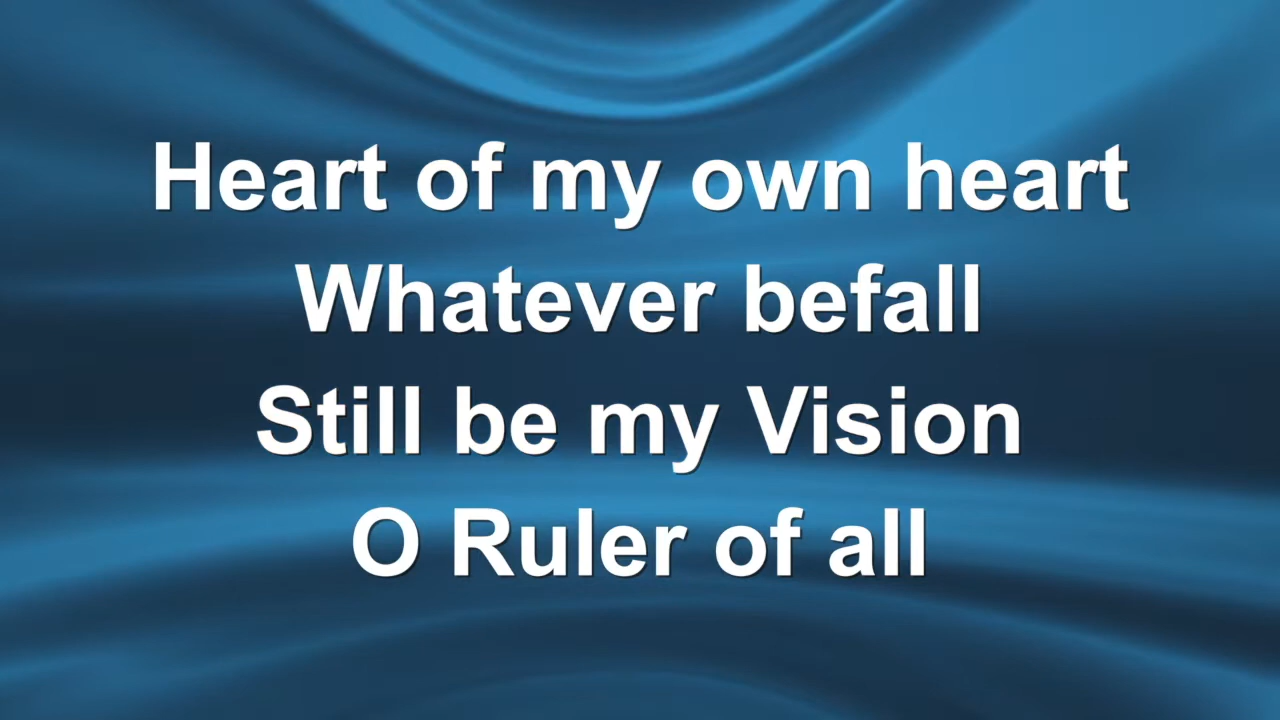 Heart of my own heart
Whatever befall
Still be my Vision
O Ruler of all